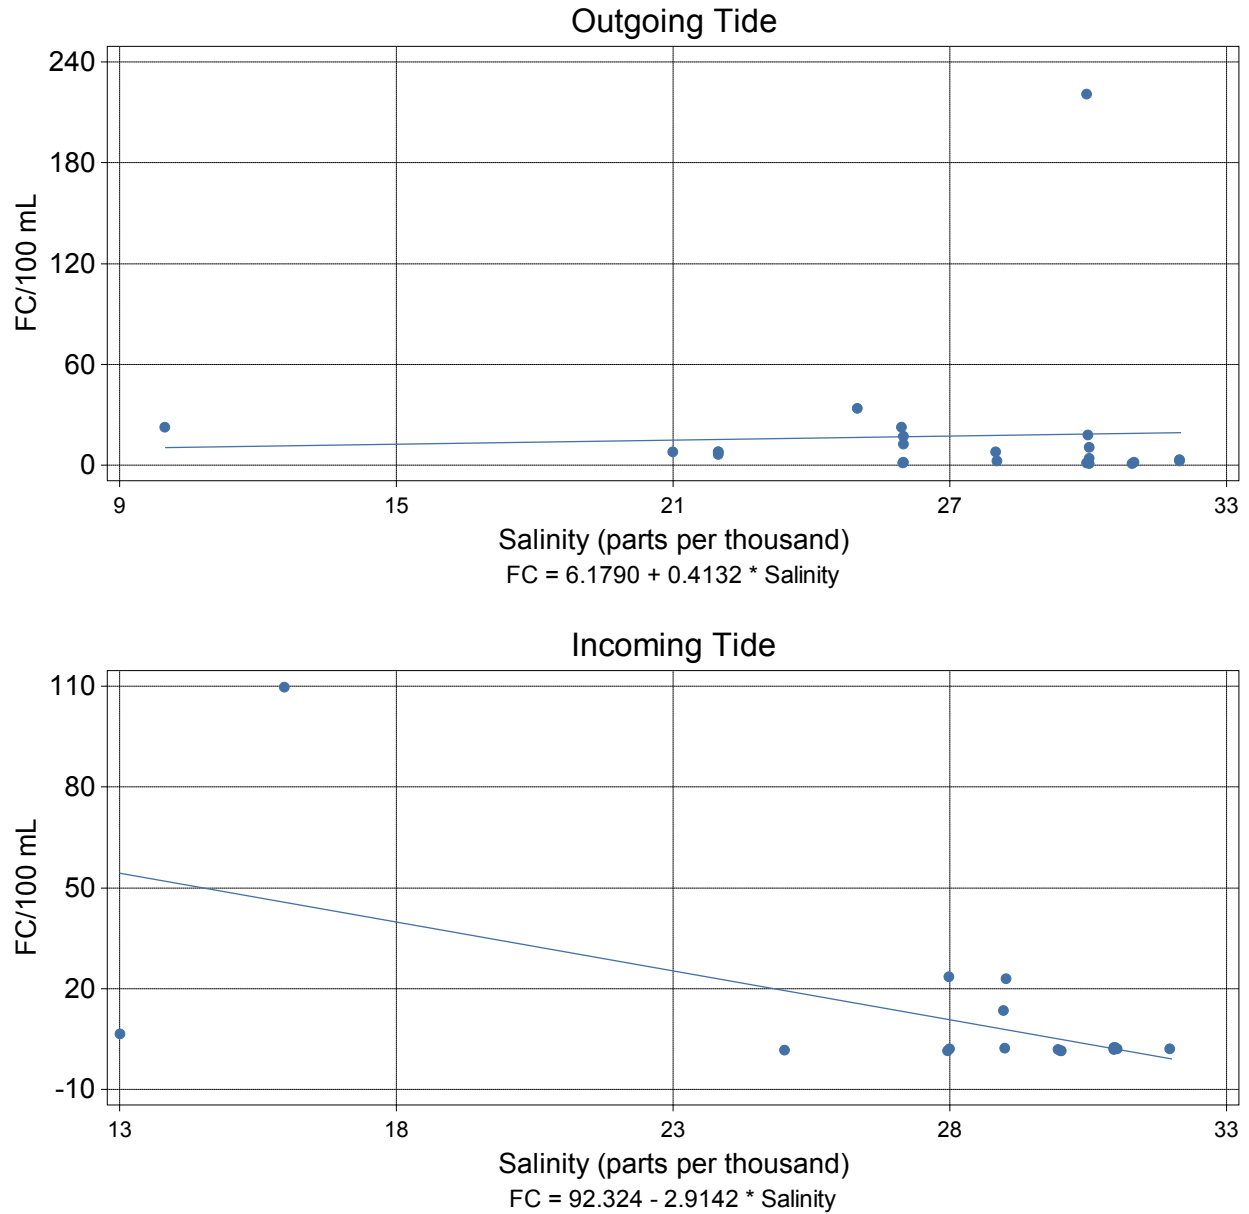 Outgoing Tide
240
180
120
60
0
FC/100 mL
9 15 21 27 33
Salinity (parts per thousand)
FC = 6.1790 + 0.4132 * Salinity
Incoming Tide
110
80
50
20
-10
FC/100 mL
13 18 23 28 33
Salinity (parts per thousand)
FC = 92.324 - 2.9142 * Salinity